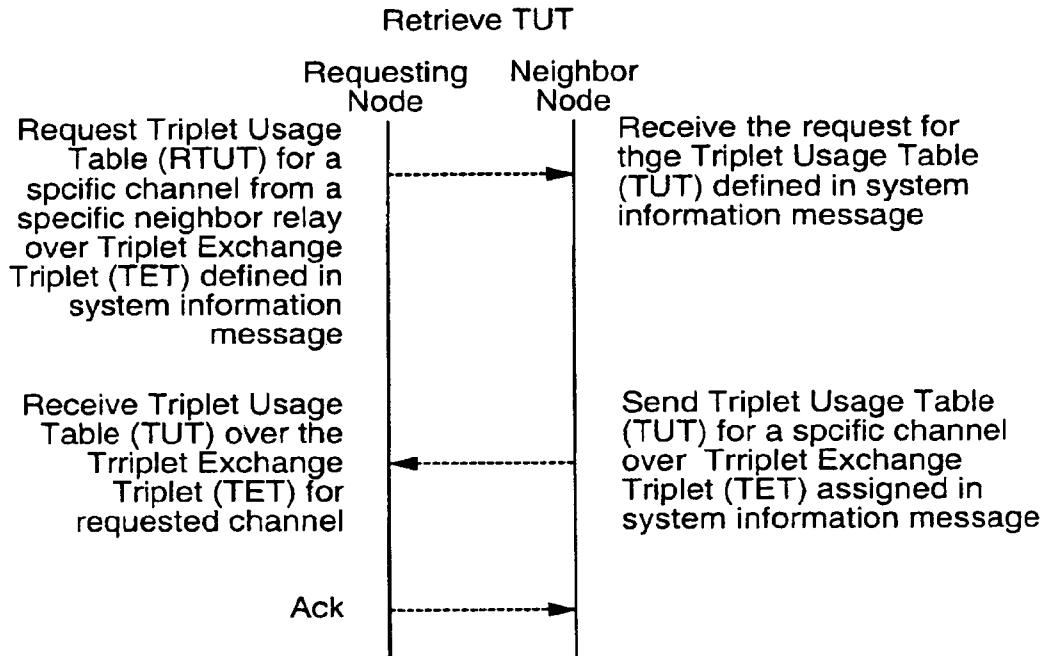 Retrieve TUT
Requesting
Node
Neighbor
Node
Request Triplet Usage
Table (RTUT) for a
spcific channel from a
specific neighbor relay
over Triplet Exchange
Triplet (TET) defined in
system information
message
Receive the request for
thge Triplet Usage Table
(TUT) defined in system
information message
Receive Triplet Usage
Table (TUT) over the
Trriplet Exchange
Triplet (TET) for
requested channel
Send Triplet Usage Table
(TUT) for a spcific channel
over Trriplet Exchange
Triplet (TET) assigned in
system information message
Ack